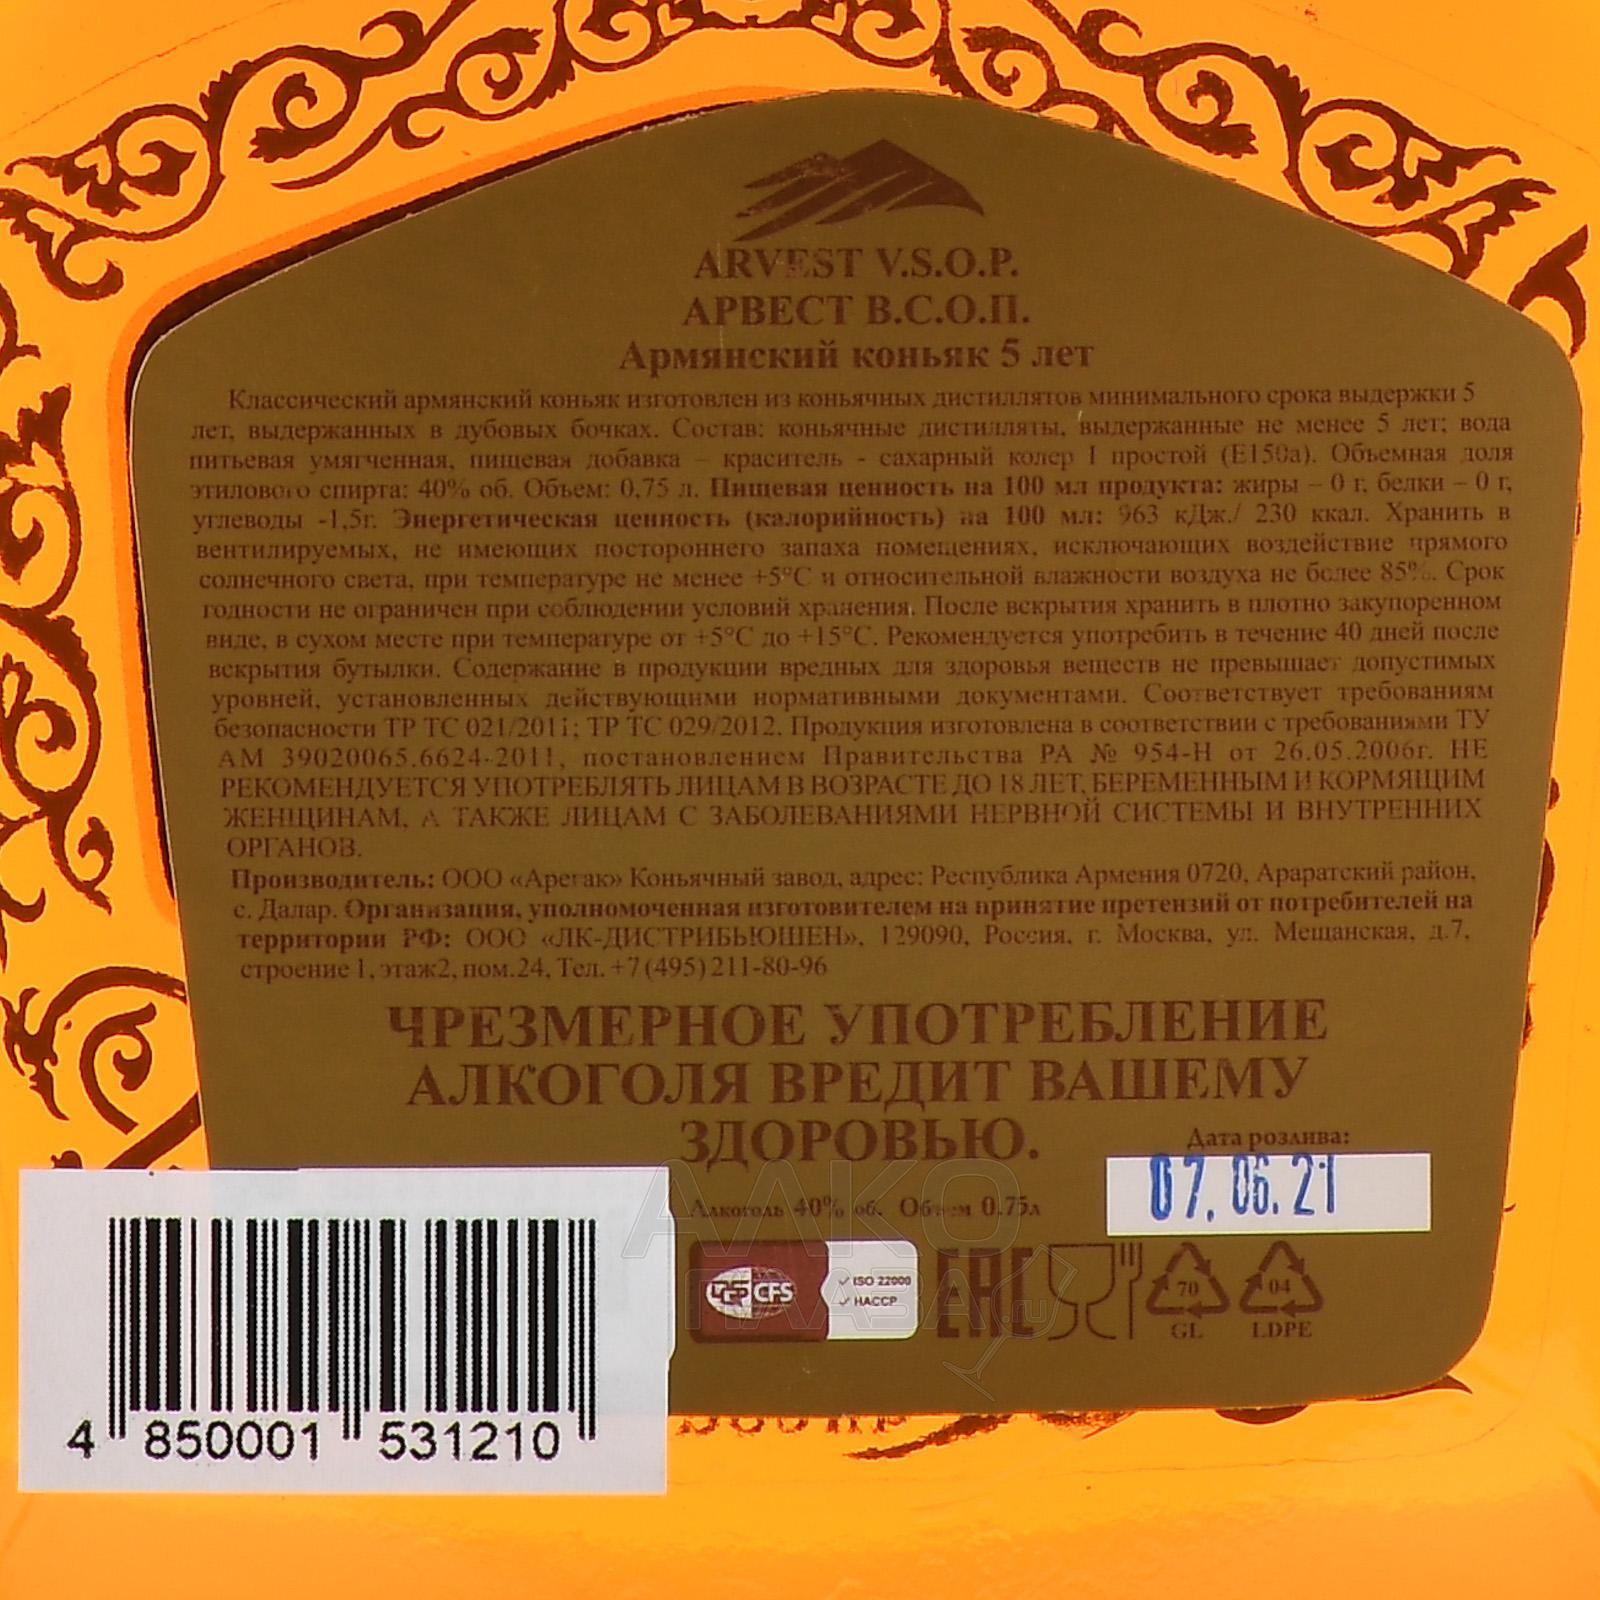 ARVEST V.S.O.P.
АРВЕСТ В.С.О.П.
Армянский коньяк 5 лет
Классический армянский коньяк изготовлен из коньячных дистиллятов минимального срока выдержки 5
лет, выдержанных в дубовых бочках. Состав: коньячные дистилляты, выдержанные не менее 5 лет; вода
питьевая умягченная, пищевая добавка – краситель - сахарный колер I простой (Е150а). Объемная доля
этилового спирта: 40% об. Объем: 0,75 л. Пищевая ценность на 100 мл продукта: жиры – 0 г, белки – 0 г,
углеводы -1,5г. Энергетическая ценность (калорийность) на 100 мл: 963 кДж./ 230 ккал. Хранить в
вентилируемых, не имеющих постороннего запаха помещениях, исключающих воздействие прямого
солнечного света, при температуре не менее +5°С и относительной влажности воздуха не более 85%. Срок
годности не ограничен при соблюдении условий хранения. После вскрытия хранить в плотно закупоренном
виде, в сухом месте при температуре от +5°С до +15°С. Рекомендуется употребить в течение 40 дней после
вскрытия бутылки. Содержание в продукции вредных для здоровья веществ не превышает допустимых
уровней, установленных действующими нормативными документами. Соответствует требованиям
безопасности ТР ТС 021/2011; ТР ТС 029/2012. Продукция изготовлена в соответствии с требованиями ТУ
АМ 39020065.6624-2011, постановлением Правительства РА № 954-Н от 26.05.2006г. НЕ
РЕКОМЕНДУЕТСЯ УПОТРЕБЛЯТЬ ЛИЦАМ В ВОЗРАСТЕ ДО 18 ЛЕТ, БЕРЕМЕННЫМ И КОРМЯЩИМ
ЖЕНЩИНАМ, А ТАКЖЕ ЛИЦАМ С ЗАБОЛЕВАНИЯМИ НЕРВНОЙ СИСТЕМЫ И ВНУТРЕННИХ
ОРГАНОВ.
Производитель: ООО «Арегак» Коньячный завод, адрес: Республика Армения 0720, Араратский район,
с. Далар. Организация, уполномоченная изготовителем на принятие претензий от потребителей на
территории РФ: ООО «ЛК-ДИСТРИБЬЮШЕН», 129090, Россия, г. Москва, ул. Мещанская, д.7,
строение 1, этаж2, пом.24, Тел. +7 (495) 211-80-96
ЧРЕЗМЕРНОЕ УПОТРЕБЛЕНИЕ
АЛКОГОЛЯ ВРЕДИТ ВАШЕМУ
ЗДОРОВЬЮ.
Дата розлива:
07.06.21
Алкоголь 40% об. Объем 0.75л
АЛКО
ПЛАЗА.ru
CFS
ISO 22000
HACCP
EAC
70
GL
04
LDPE
4 850001 531210